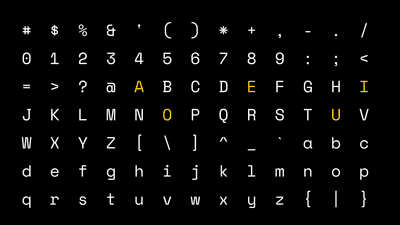 # $ % & ' ( ) * + , - . /
0 1 2 3 4 5 6 7 8 9 : ; <
= > ? @ A B C D E F G H I
J K L M N O P Q R S T U V
W X Y Z [ \ ] ^ _ ` a b c
d e f g h i j k l m n o p
q r s t u v w x y z { | }